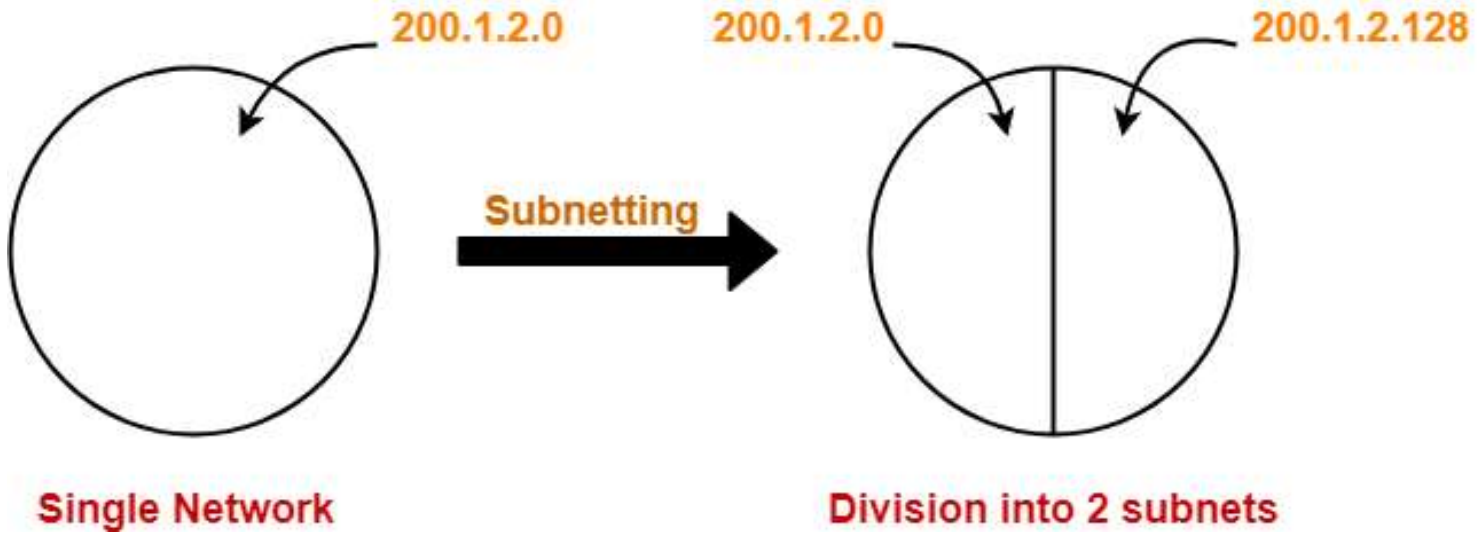 200.1.2.0
200.1.2.0
200.1.2.128
Subnetting
Single Network
Division into 2 subnets